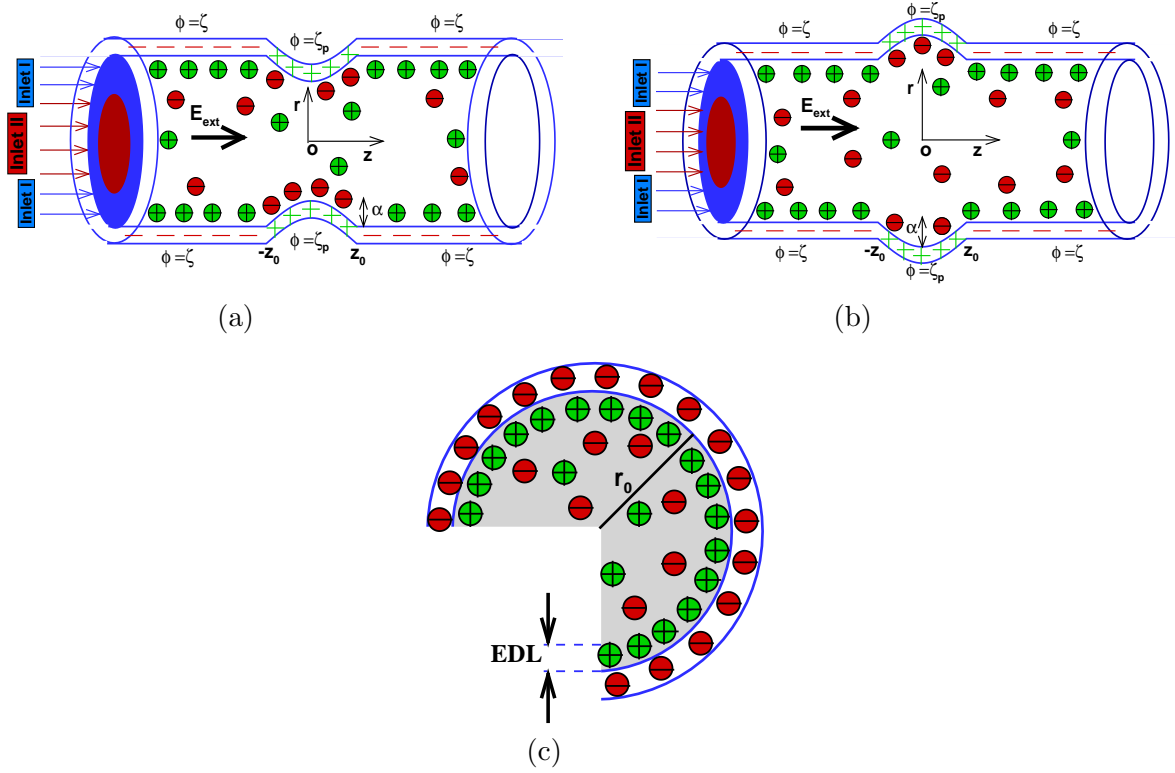 ϕ =ζ
ϕ =ζp
ϕ =ζ
Inlet I
Inlet II
Inlet I
Eext
r
o
z
α
-z0
z0
ϕ =ζ
ϕ =ζp
ϕ =ζ
(a)
ϕ =ζp
ϕ =ζ
ϕ =ζ
Inlet I
Inlet II
Inlet I
Eext
r
o
z
α
-z0
z0
ϕ =ζ
ϕ =ζp
ϕ =ζ
(b)
r0
EDL
(c)